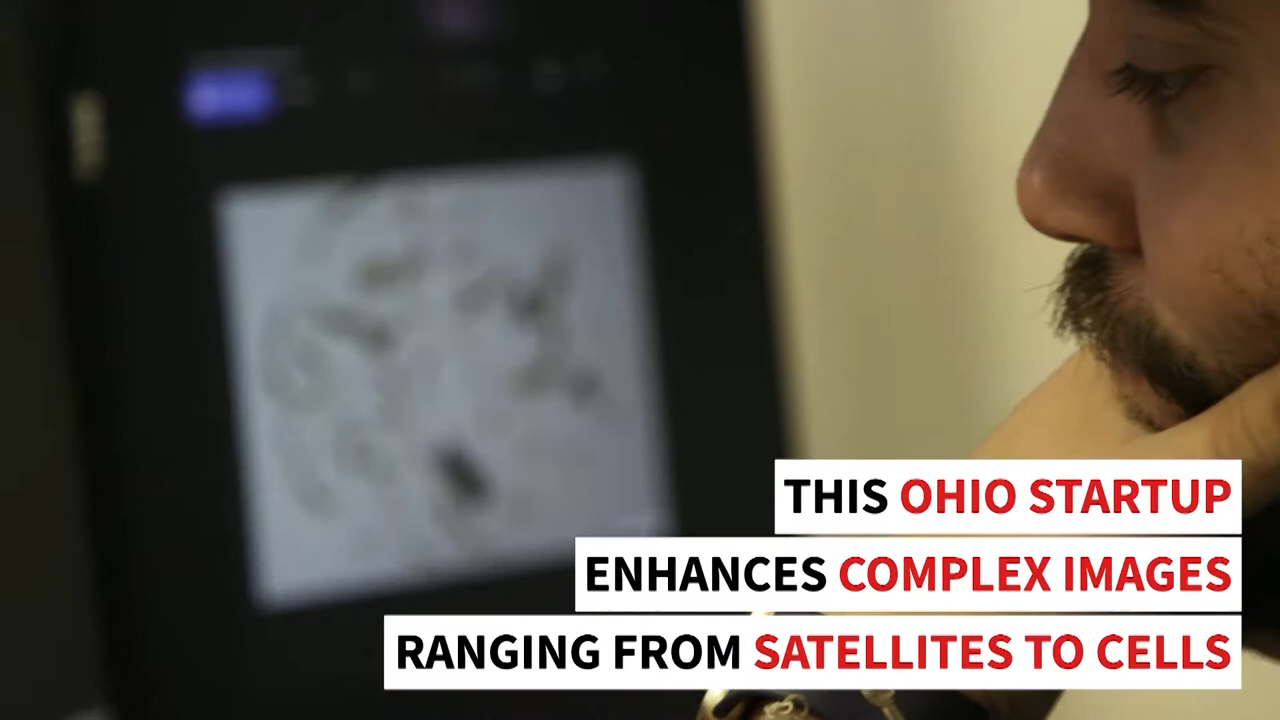 THIS OHIO STARTUP
ENHANCES COMPLEX IMAGES
RANGING FROM SATELLITES TO CELLS